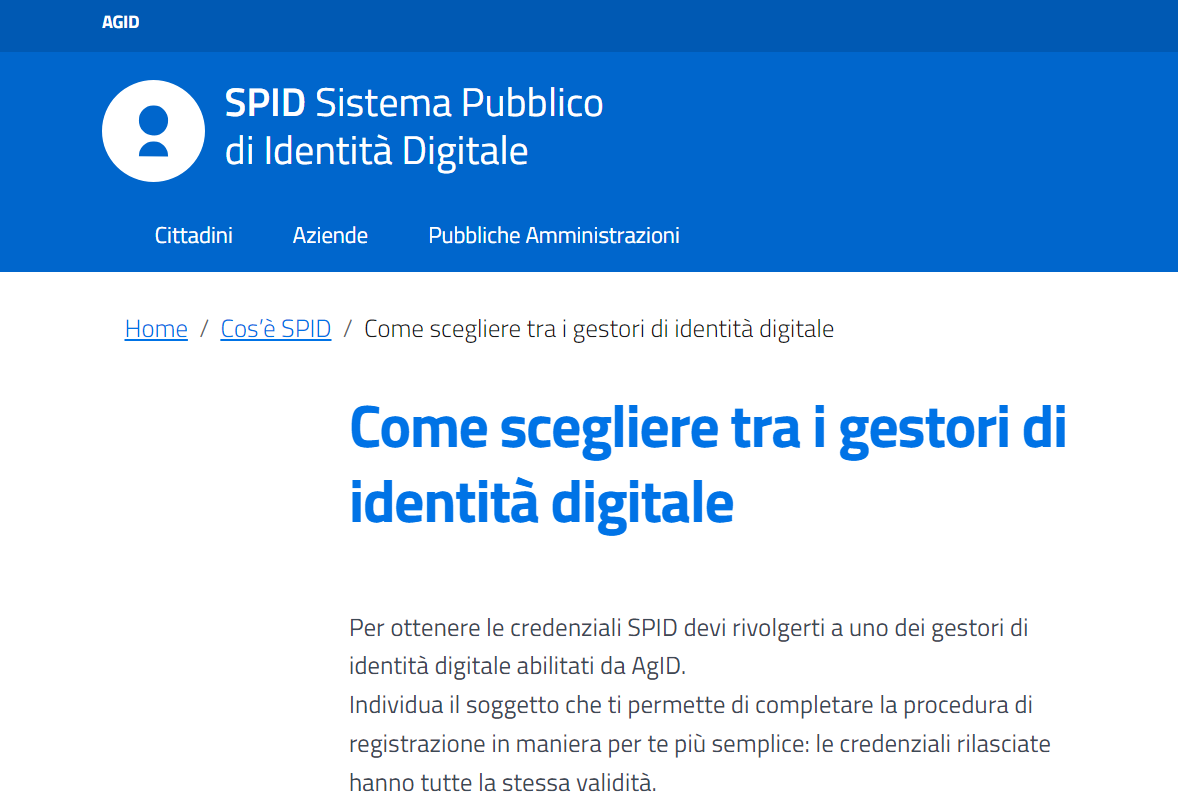 AGID
SPID Sistema Pubblico
di Identità Digitale
Cittadini Aziende Pubbliche Amministrazioni
Home / Cos’è SPID / Come scegliere tra i gestori di identità digitale
Come scegliere tra i gestori di
identità digitale
Per ottenere le credenziali SPID devi rivolgerti a uno dei gestori di
identità digitale abilitati da AgID.
Individua il soggetto che ti permette di completare la procedura di
registrazione in maniera per te più semplice: le credenziali rilasciate
hanno tutte la stessa validità.